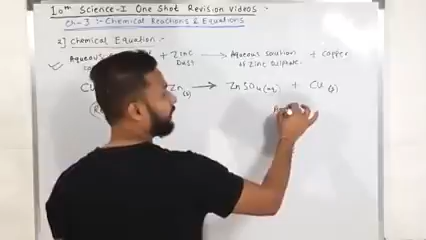 10th Science-I One Shot Revision Videos :-
Ch-3 :- Chemical Reactions & Equations
2] Chemical Equation :-
Aqueous + Zinc Dust → Aqueous solution of Zinc sulphate + Copper
Cu Zn(s) → ZnSO4(aq) + Cu(s)